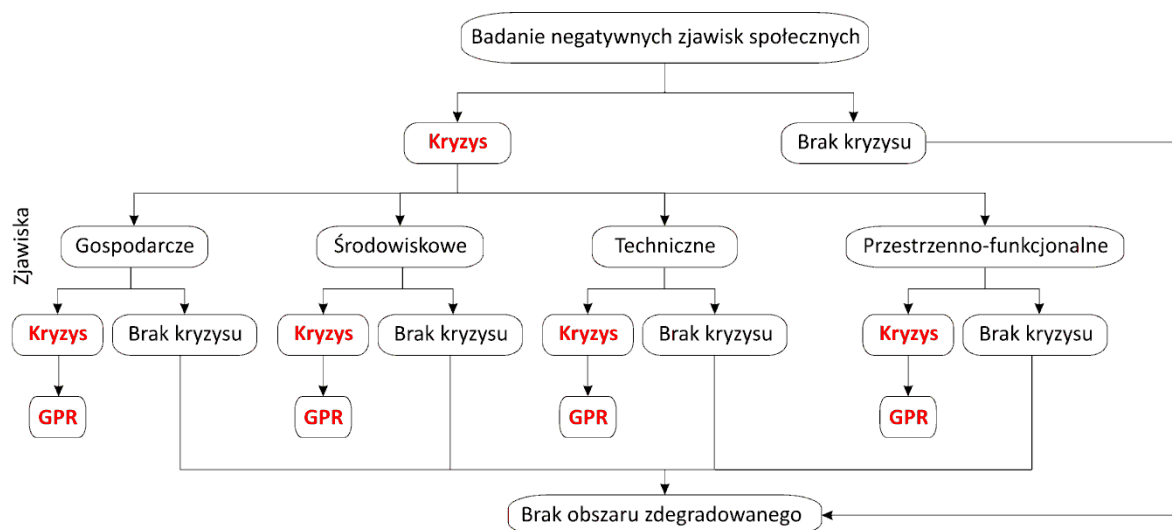 Badanie negatywnych zjawisk społecznych
Kryzys
Brak kryzysu
Zjawiska
Gospodarcze
Środowiskowe
Techniczne
Przestrzenno-funkcjonalne
Kryzys
Brak kryzysu
Kryzys
Brak kryzysu
Kryzys
Brak kryzysu
Kryzys
Brak kryzysu
GPR
GPR
GPR
GPR
Brak obszaru zdegradowanego